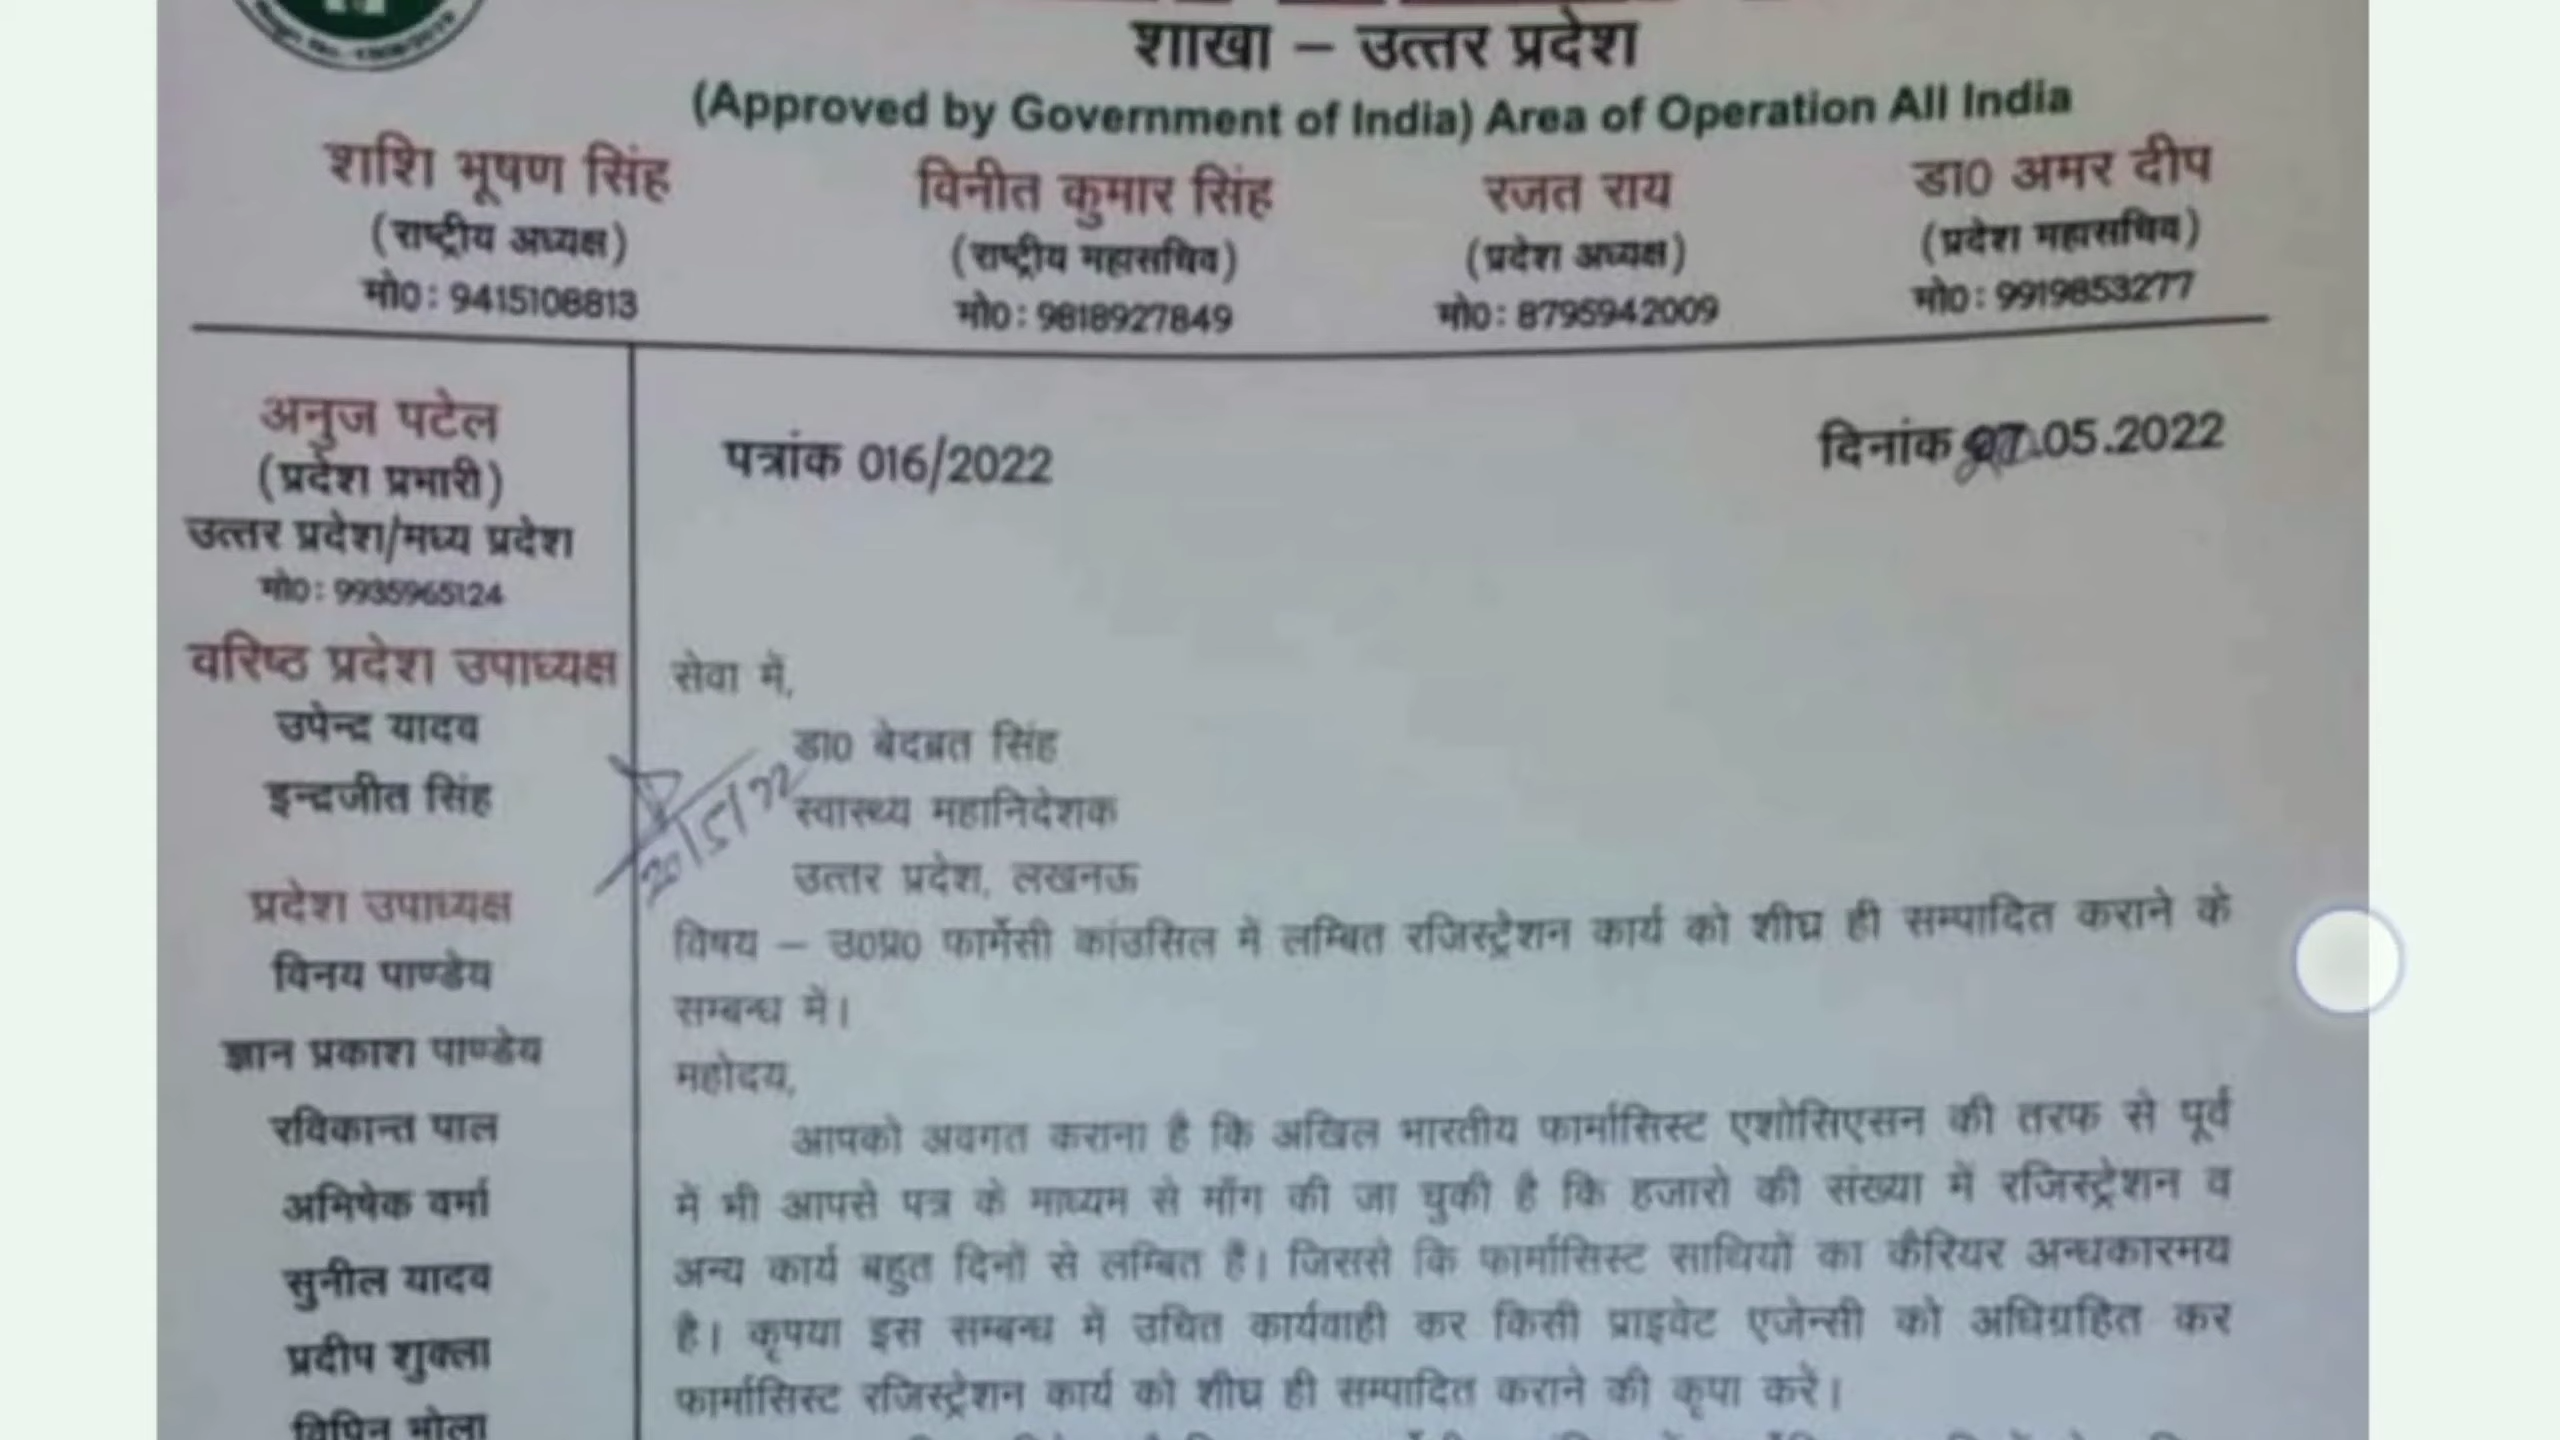 शाखा – उत्तर प्रदेश
(Approved by Government of India) Area of Operation All India
शशि भूषण सिंह
(राष्ट्रीय अध्यक्ष)
मो0 : 9415108813
विनीत कुमार सिंह
(राष्ट्रीय महासचिव)
मो0 : 9818927849
रजत राय
(प्रदेश अध्यक्ष)
मो0 : 8795942009
डा0 अमर दीप
(प्रदेश महासचिव)
मो0 : 9919853277
अनुज पटेल
(प्रदेश प्रभारी)
उत्तर प्रदेश/मध्य प्रदेश
मो0 : 9935965124
वरिष्ठ प्रदेश उपाध्यक्ष
उपेन्द्र यादव
इन्द्रजीत सिंह
प्रदेश उपाध्यक्ष
विनय पाण्डेय
ज्ञान प्रकाश पाण्डेय
रविकान्त पाल
अभिषेक वर्मा
सुनील यादव
प्रदीप शुक्ला
विपिन भोला
पत्रांक 016/2022
दिनांक .05.2022
सेवा में,
डा0 बेदब्रत सिंह
स्वास्थ्य महानिदेशक
उत्तर प्रदेश, लखनऊ
20/5/22
विषय – उ0प्र0 फार्मेसी कांउसिल में लम्बित रजिस्ट्रेशन कार्य को शीघ्र ही सम्पादित कराने के
सम्बन्ध में।
महोदय,
आपको अवगत कराना है कि अखिल भारतीय फार्मासिस्ट एशोसिएसन की तरफ से पूर्व
में भी आपसे पत्र के माध्यम से माँग की जा चुकी है कि हजारो की संख्या में रजिस्ट्रेशन व
अन्य कार्य बहुत दिनों से लम्बित हैं। जिससे कि फार्मासिस्ट साथियों का कैरियर अन्धकारमय
है। कृपया इस सम्बन्ध में उचित कार्यवाही कर किसी प्राइवेट एजेन्सी को अधिग्रहित कर
फार्मासिस्ट रजिस्ट्रेशन कार्य को शीघ्र ही सम्पादित कराने की कृपा करें।